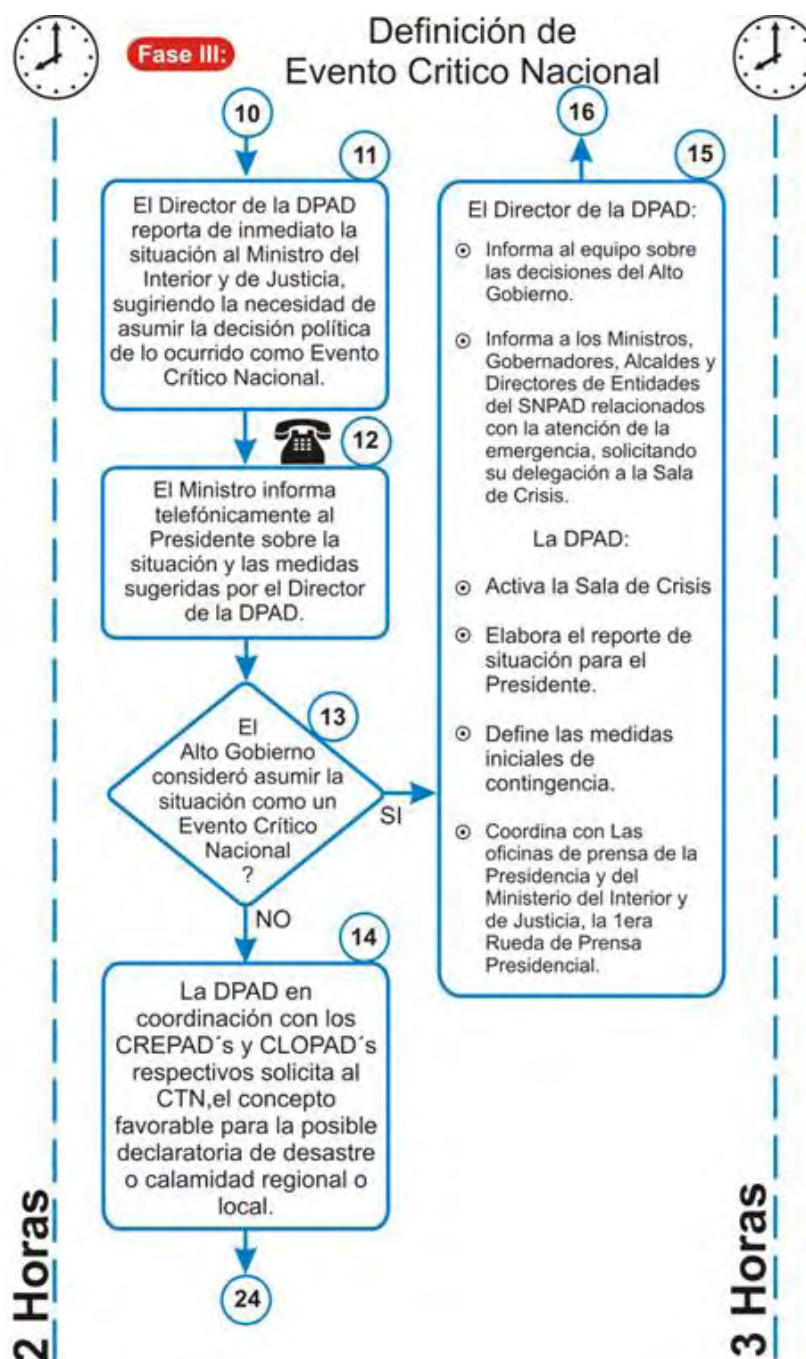 Fase III:
Definición de
Evento Critico Nacional
10
11
El Director de la DPAD
reporta de inmediato la
situación al Ministro del
Interior y de Justicia,
sugiriendo la necesidad de
asumir la decisión política
de lo ocurrido como Evento
Crítico Nacional.
12
El Ministro informa
telefónicamente al
Presidente sobre la
situación y las medidas
sugeridas por el Director
de la DPAD.
13
El
Alto Gobierno
consideró asumir la
situación como un
Evento Crítico
Nacional
?
SI
NO
14
La DPAD en
coordinación con los
CREPAD´s y CLOPAD´s
respectivos solicita al
CTN,el concepto
favorable para la posible
declaratoria de desastre
o calamidad regional o
local.
24
16
15
El Director de la DPAD:
Informa al equipo sobre
las decisiones del Alto
Gobierno.
Informa a los Ministros,
Gobernadores, Alcaldes y
Directores de Entidades
del SNPAD relacionados
con la atención de la
emergencia, solicitando
su delegación a la Sala
de Crisis.
La DPAD:
Activa la Sala de Crisis
Elabora el reporte de
situación para el
Presidente.
Define las medidas
iniciales de
contingencia.
Coordina con Las
oficinas de prensa de la
Presidencia y del
Ministerio del Interior y
de Justicia, la 1era
Rueda de Prensa
Presidencial.
2 Horas
3 Horas